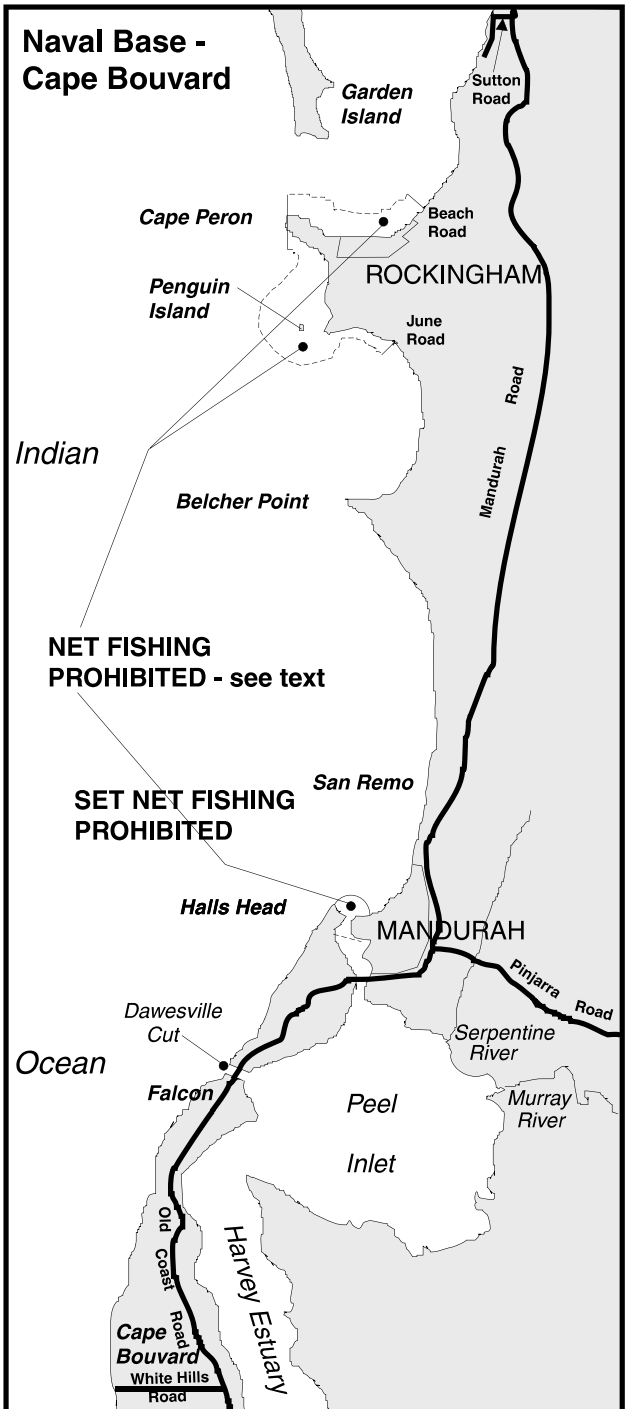 Naval Base -
Cape Bouvard
Sutton
Road
Garden
Island
Cape Peron
Beach
Road
ROCKINGHAM
Penguin
Island
June
Road
Mandurah Road
Indian
Belcher Point
NET FISHING
PROHIBITED - see text
San Remo
SET NET FISHING
PROHIBITED
Halls Head
MANDURAH
Pinjarra Road
Dawesville
Cut
Serpentine
River
Ocean
Falcon
Peel
Inlet
Murray
River
Old Coast Road
Harvey Estuary
Cape
Bouvard
White Hills
Road